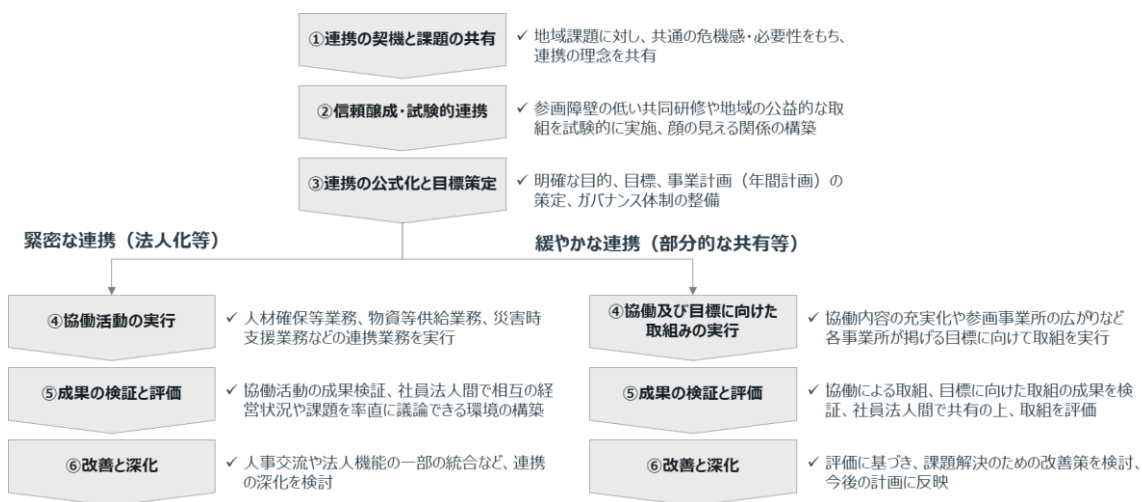 ①連携の契機と課題の共有
✓ 地域課題に対し、共通の危機感・必要性をもち、
連携の理念を共有
②信頼醸成・試験的連携
✓ 参画障壁の低い共同研修や地域の公益的な取
組を試験的に実施、顔の見える関係の構築
③連携の公式化と目標策定
✓ 明確な目的、目標、事業計画（年間計画）の
策定、ガバナンス体制の整備
緊密な連携（法人化等）
④協働活動の実行
✓ 人材確保等業務、物資等供給業務、災害時
支援業務などの連携業務を実行
⑤成果の検証と評価
✓ 協働活動の成果検証、社員法人間で相互の経
営状況や課題を率直に議論できる環境の構築
⑥改善と深化
✓ 人事交流や法人機能の一部の統合など、連携
の深化を検討
緩やかな連携（部分的な共有等）
④協働及び目標に向けた
取組みの実行
✓ 協働内容の充実化や参画事業所の広がりなど
各事業所が掲げる目標に向けて取組を実行
⑤成果の検証と評価
✓ 協働による取組、目標に向けた取組の成果を検
証、社員法人間で共有の上、取組を評価
⑥改善と深化
✓ 評価に基づき、課題解決のための改善策を検討、
今後の計画に反映